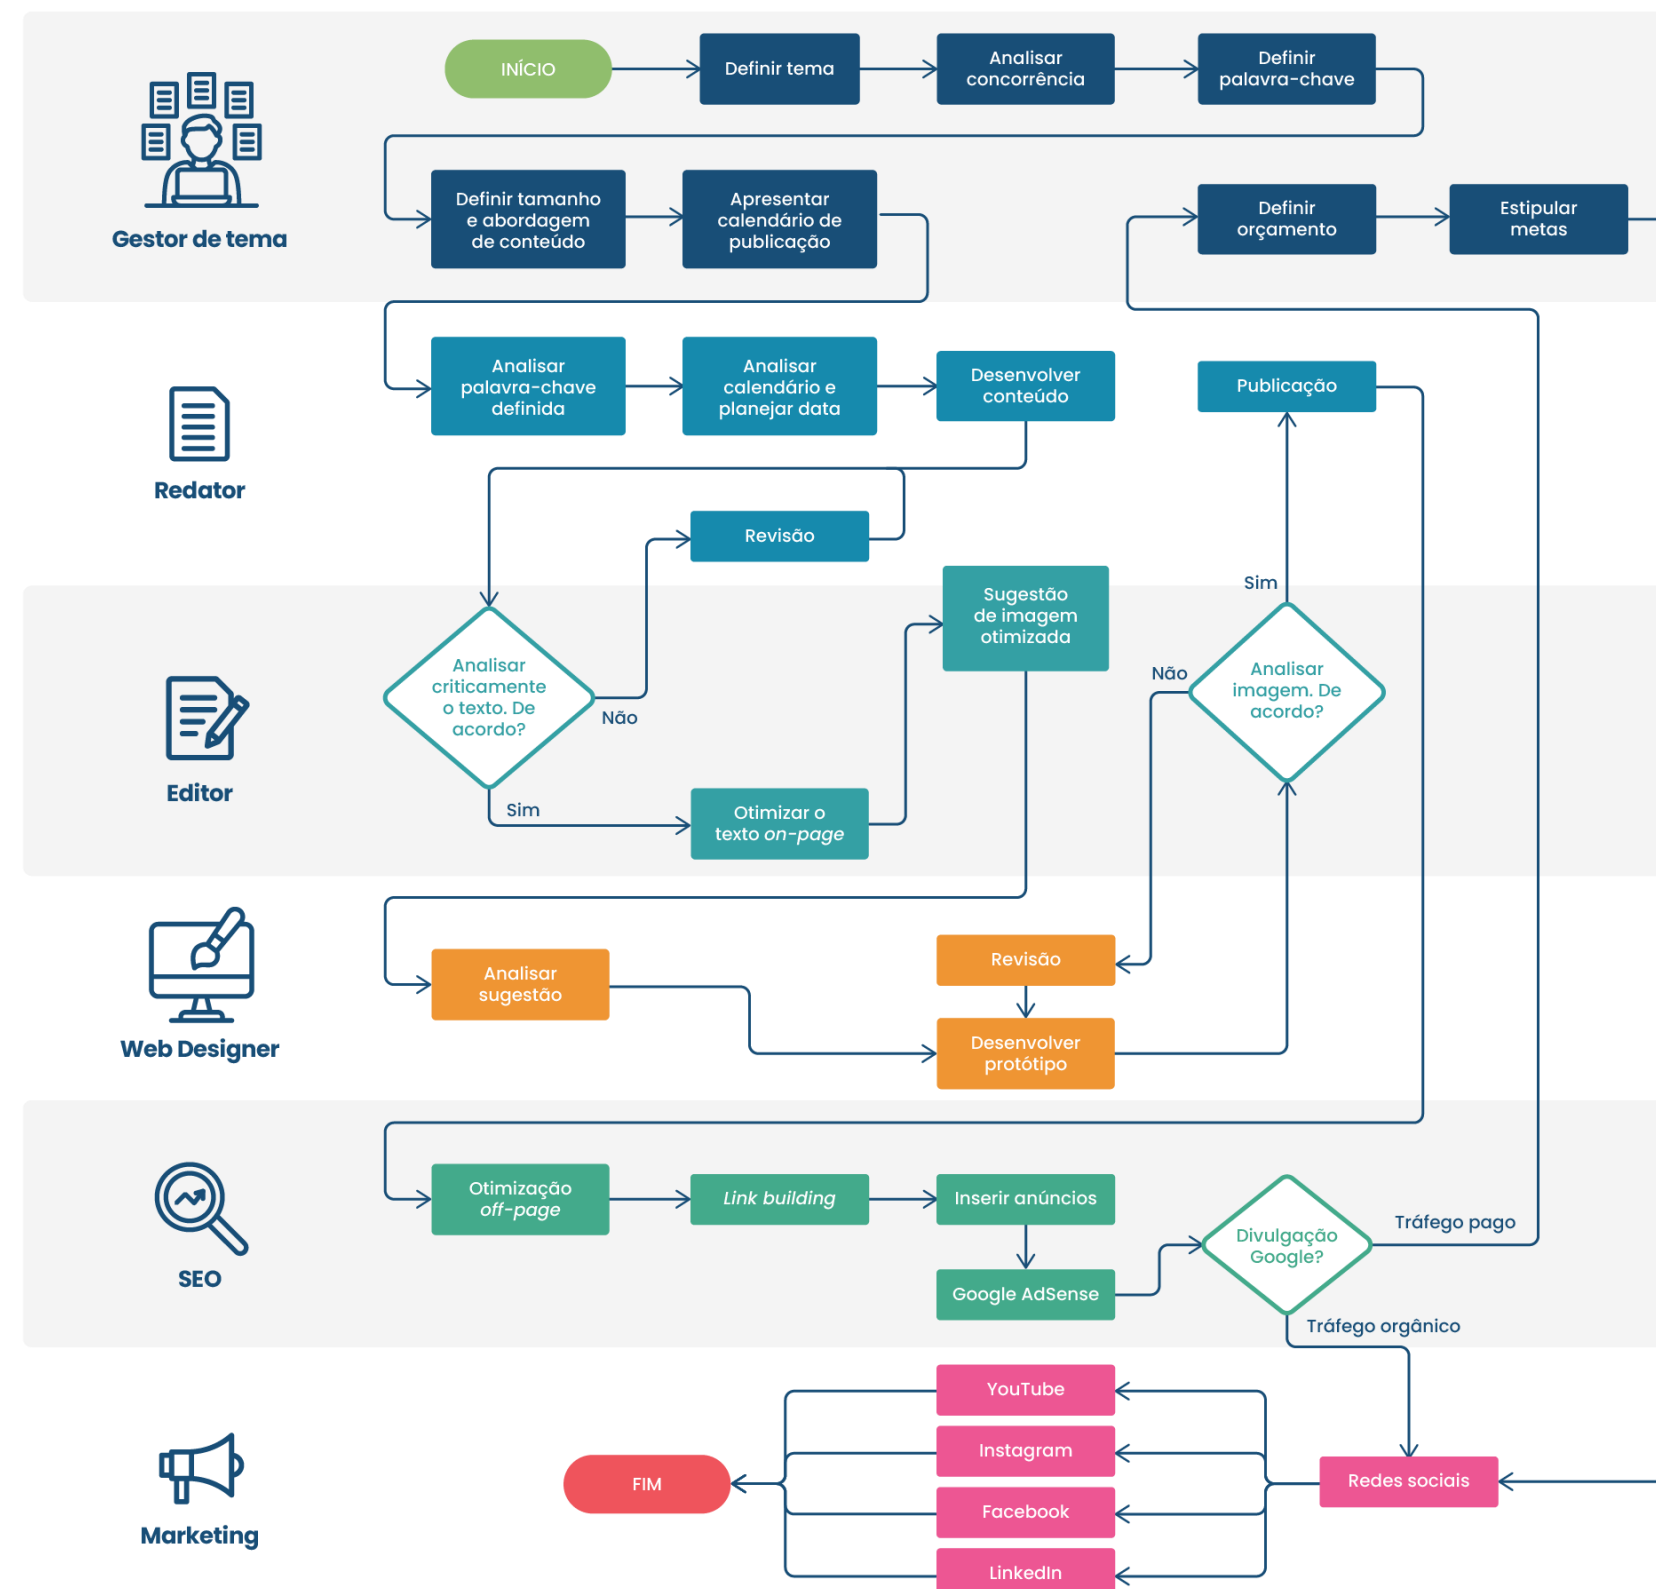 INÍCIO
Definir tema
Analisar
concorrência
Definir
palavra-chave
Gestor de tema
Definir tamanho
e abordagem
de conteúdo
Apresentar
calendário de
publicação
Definir
orçamento
Estipular
metas
Redator
Analisar
palavra-chave
definida
Analisar
calendário e
planejar data
Desenvolver
conteúdo
Publicação
Revisão
Editor
Analisar
criticamente
o texto. De
acordo?
Não
Sim
Otimizar o
texto on-page
Sugestão
de imagem
otimizada
Sim
Não
Analisar
imagem. De
acordo?
Web Designer
Analisar
sugestão
Revisão
Desenvolver
protótipo
SEO
Otimização
off-page
Link building
Inserir anúncios
Google AdSense
Divulgação
Google?
Tráfego pago
Tráfego orgânico
Marketing
FIM
YouTube
Instagram
Facebook
LinkedIn
Redes sociais